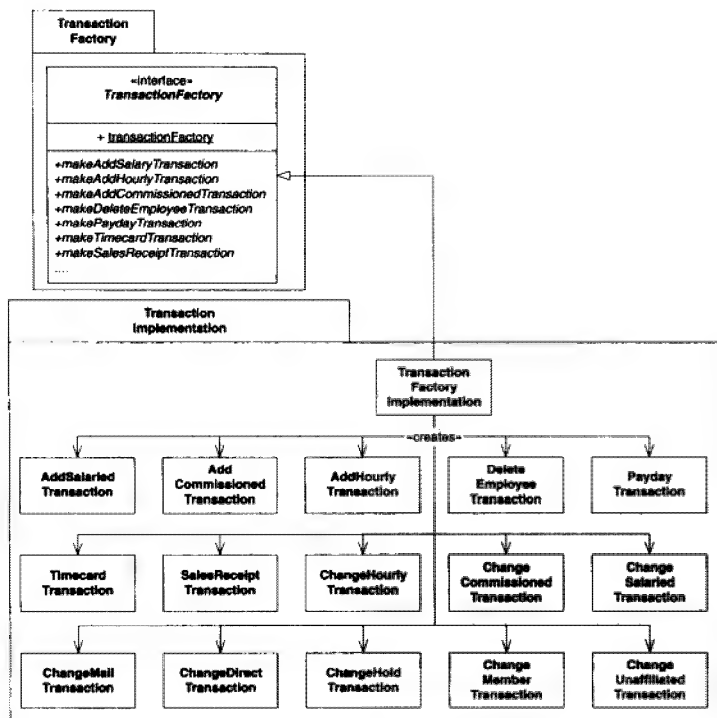 Transaction
Factory
«interface»
TransactionFactory
+ transactionFactory
+makeAddSalaryTransaction
+makeAddHourlyTransaction
+makeAddCommissionedTransaction
+makeDeleteEmployeeTransaction
+makePaydayTransaction
+makeTimecardTransaction
+makeSalesReceiptTransaction
....
Transaction
Implementation
Transaction
Factory
Implementation
«creates»
AddSalaried
Transaction
Add
Commissioned
Transaction
AddHourly
Transaction
Delete
Employee
Transaction
Payday
Transaction
Timecard
Transaction
SalesReceipt
Transaction
ChangeHourly
Transaction
Change
Commissioned
Transaction
Change
Salaried
Transaction
ChangeMail
Transaction
ChangeDirect
Transaction
ChangeHold
Transaction
Change
Member
Transaction
Change
Unaffiliated
Transaction